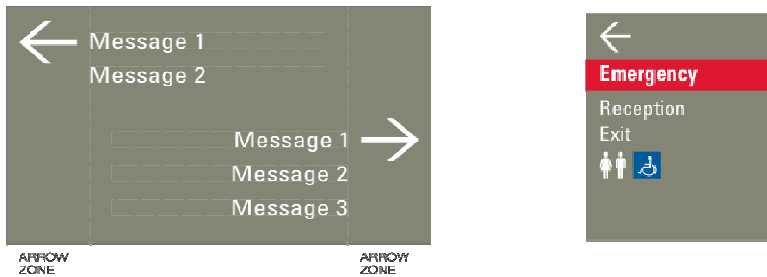 Message 1
Message 2
Message 1
Message 2
Message 3
ARROW
ZONE
ARROW
ZONE
Emergency
Reception
Exit